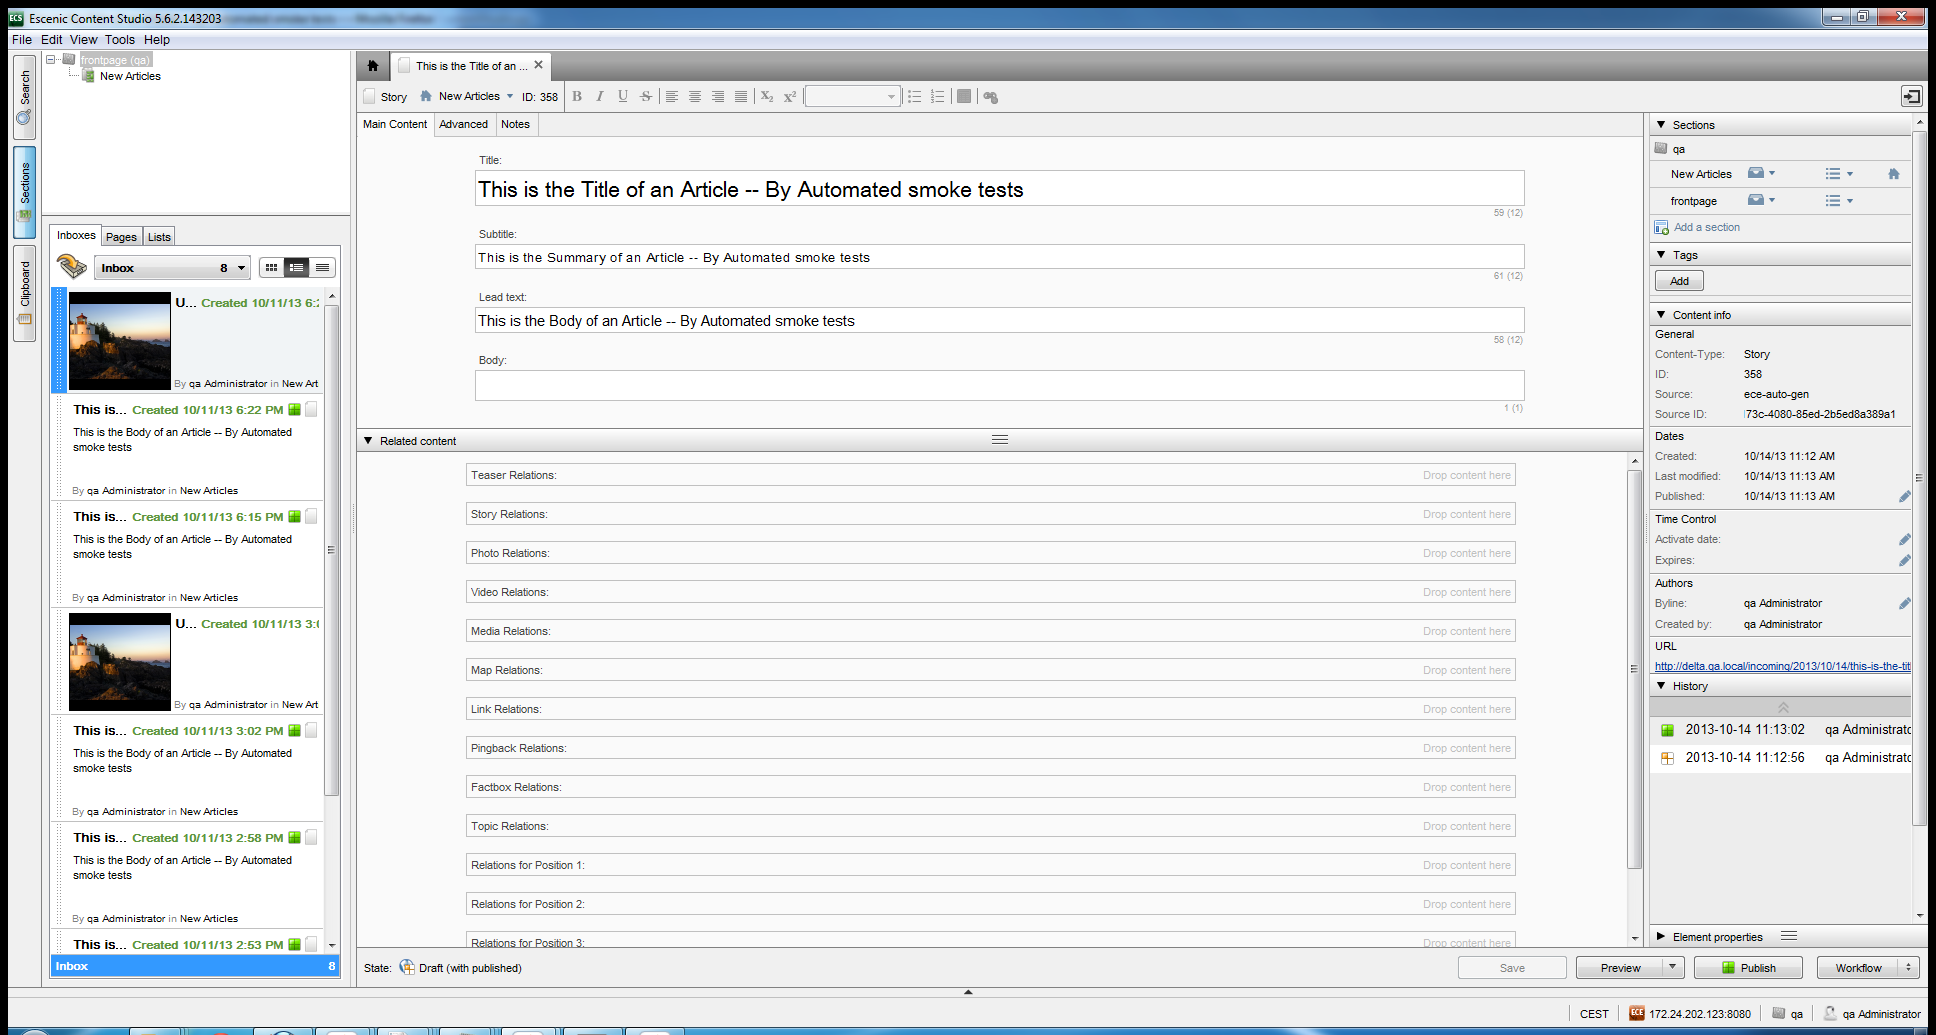 Escenic Content Studio 5.6.2.143203
File Edit View Tools Help
Search
Sections
Clipboard
frontpage (qa)
New Articles
Inboxes Pages Lists
Inbox 8
U... Created 10/11/13 6:2
By qa Administrator in New Art
This is... Created 10/11/13 6:22 PM
This is the Body of an Article -- By Automated
smoke tests
By qa Administrator in New Articles
This is... Created 10/11/13 6:15 PM
This is the Body of an Article -- By Automated
smoke tests
By qa Administrator in New Articles
U... Created 10/11/13 3:0
By qa Administrator in New Art
This is... Created 10/11/13 3:02 PM
This is the Body of an Article -- By Automated
smoke tests
By qa Administrator in New Articles
This is... Created 10/11/13 2:58 PM
This is the Body of an Article -- By Automated
smoke tests
By qa Administrator in New Articles
This is... Created 10/11/13 2:53 PM
Inbox 8
This is the Title of an ...
Story New Articles ID: 358 B I U S X2 X2
Main Content Advanced Notes
Title:
This is the Title of an Article -- By Automated smoke tests
59 (12)
Subtitle:
This is the Summary of an Article -- By Automated smoke tests
61 (12)
Lead text:
This is the Body of an Article -- By Automated smoke tests
58 (12)
Body:
1 (1)
Related content
Teaser Relations: Drop content here
Story Relations: Drop content here
Photo Relations: Drop content here
Video Relations: Drop content here
Media Relations: Drop content here
Map Relations: Drop content here
Link Relations: Drop content here
Pingback Relations: Drop content here
Factbox Relations: Drop content here
Topic Relations: Drop content here
Relations for Position 1: Drop content here
Relations for Position 2: Drop content here
Relations for Position 3: Drop content here
State: Draft (with published) Save Preview Publish Workflow
Sections
qa
New Articles
frontpage
Add a section
Tags
Add
Content info
General
Content-Type: Story
ID: 358
Source: ece-auto-gen
Source ID: 73c-4080-85ed-2b5ed8a389a1
Dates
Created: 10/14/13 11:12 AM
Last modified: 10/14/13 11:13 AM
Published: 10/14/13 11:13 AM
Time Control
Activate date:
Expires:
Authors
Byline: qa Administrator
Created by: qa Administrator
URL
http://delta.qa.local/incoming/2013/10/14/this-is-the-titl
History
2013-10-14 11:13:02 qa Administrato
2013-10-14 11:12:56 qa Administrato
Element properties
CEST ECE 172.24.202.123:8080 qa qa Administrator